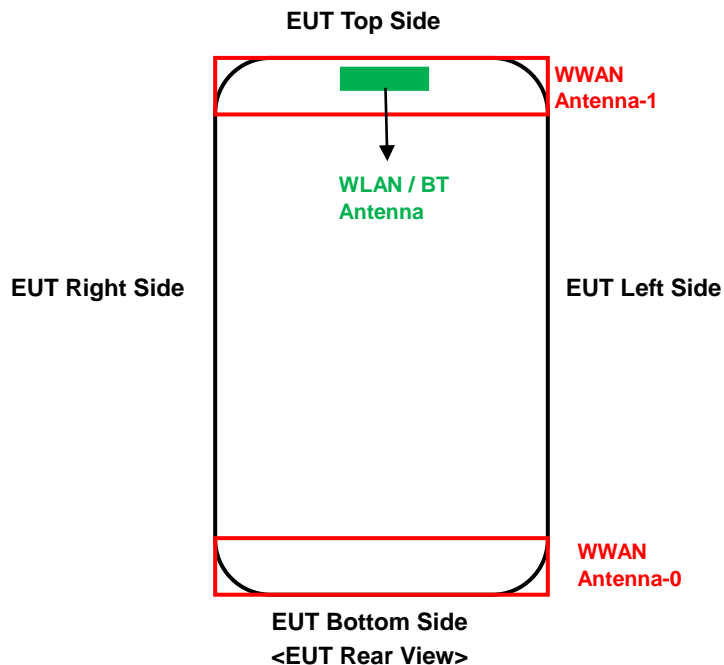 EUT Top Side
WWAN
Antenna-1
WLAN / BT
Antenna
EUT Right Side
EUT Left Side
WWAN
Antenna-0
EUT Bottom Side
<EUT Rear View>